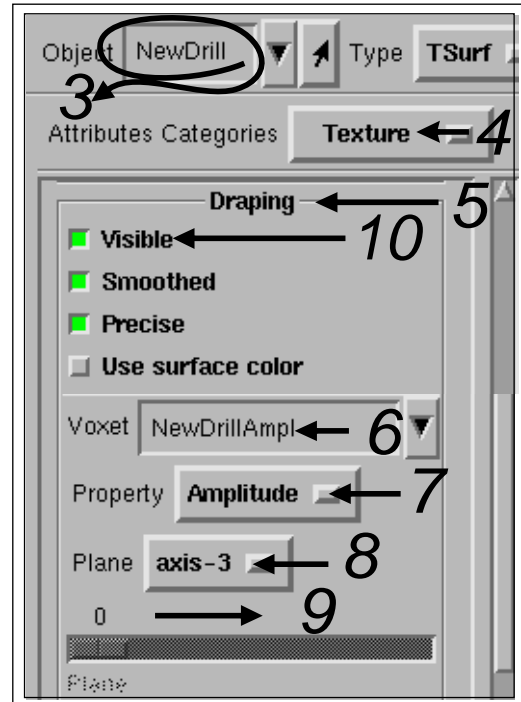 Object NewDrill Type TSurf
3
Attributes Categories Texture 4
Draping 5
Visible 10
Smoothed
Precise
Use surface color
Voxet NewDrillAmpl 6
Property Amplitude 7
Plane axis-3 8
0 9
Plane